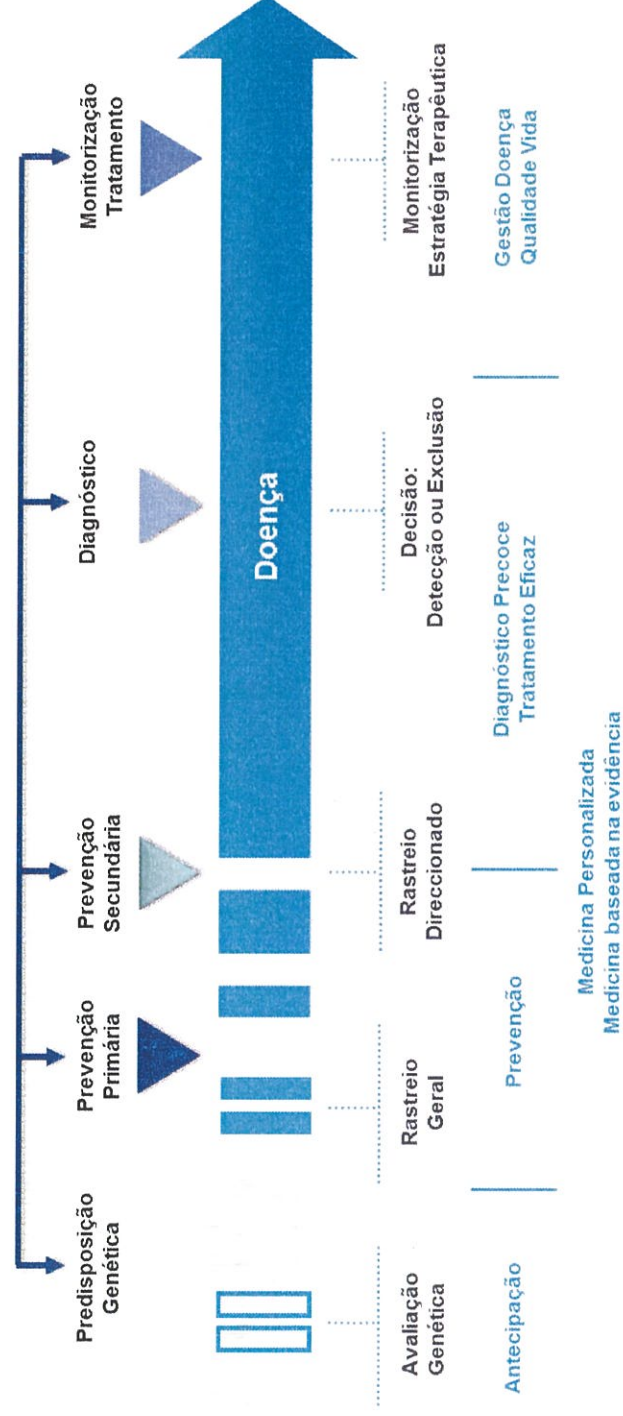 Predisposição
Genética
Prevenção
Primária
Prevenção
Secundária
Diagnóstico
Monitorização
Tratamento
Doença
Avaliação
Genética
Rastreio
Geral
Rastreio
Direccionado
Decisão:
Detecção ou Exclusão
Monitorização
Estratégia Terapêutica
Antecipação
Prevenção
Diagnóstico Precoce
Tratamento Eficaz
Gestão Doença
Qualidade Vida
Medicina Personalizada
Medicina baseada na evidência